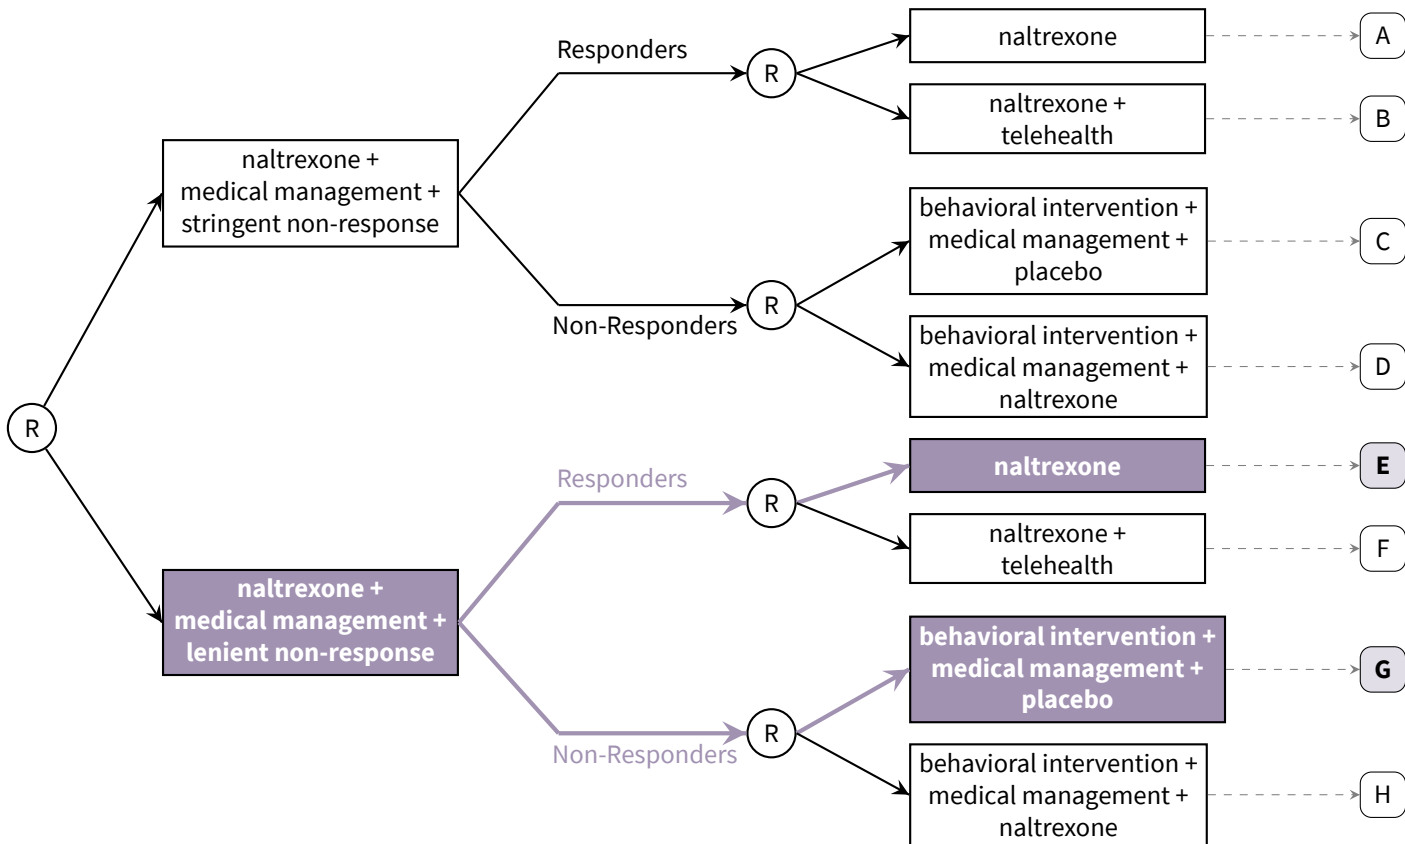 Responders
R
naltrexone
A
naltrexone +
telehealth
B
naltrexone +
medical management +
stringent non-response
Non-Responders
R
behavioral intervention +
medical management +
placebo
C
behavioral intervention +
medical management +
naltrexone
D
R
Responders
R
naltrexone
E
naltrexone +
telehealth
F
naltrexone +
medical management +
lenient non-response
Non-Responders
R
behavioral intervention +
medical management +
placebo
G
behavioral intervention +
medical management +
naltrexone
H